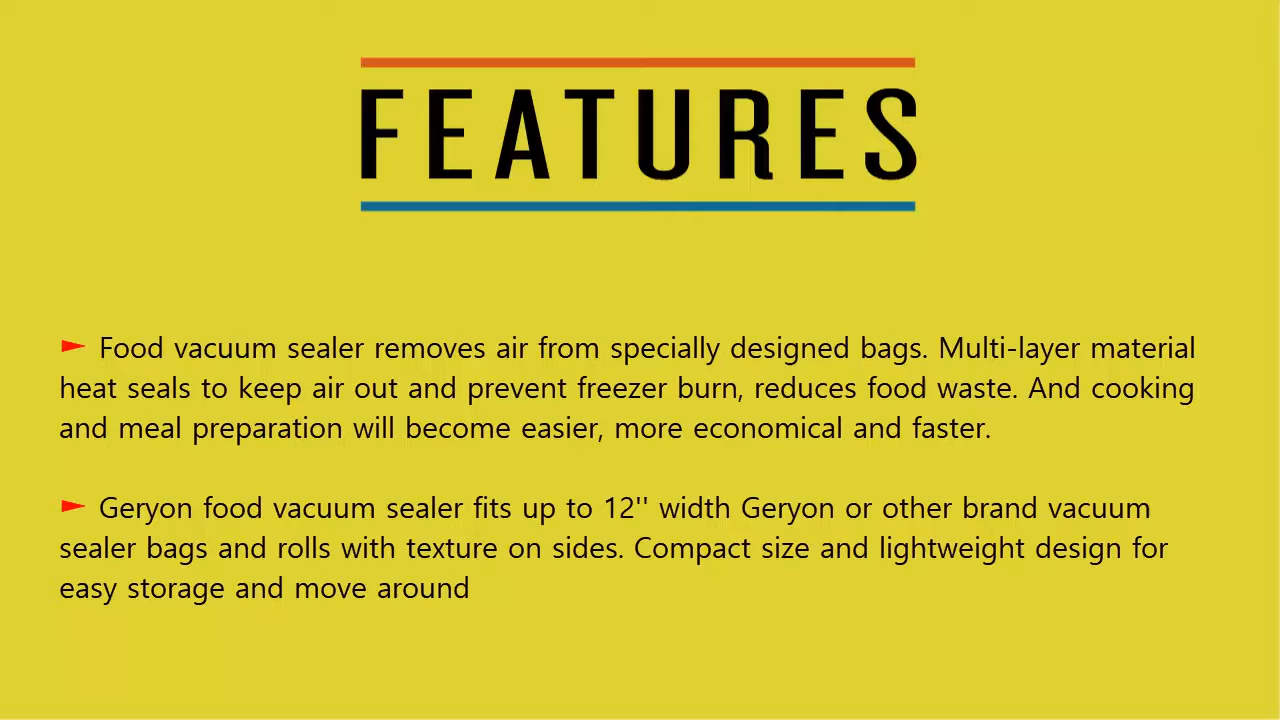 FEATURES
► Food vacuum sealer removes air from specially designed bags. Multi-layer material
heat seals to keep air out and prevent freezer burn, reduces food waste. And cooking
and meal preparation will become easier, more economical and faster.
► Geryon food vacuum sealer fits up to 12'' width Geryon or other brand vacuum
sealer bags and rolls with texture on sides. Compact size and lightweight design for
easy storage and move around